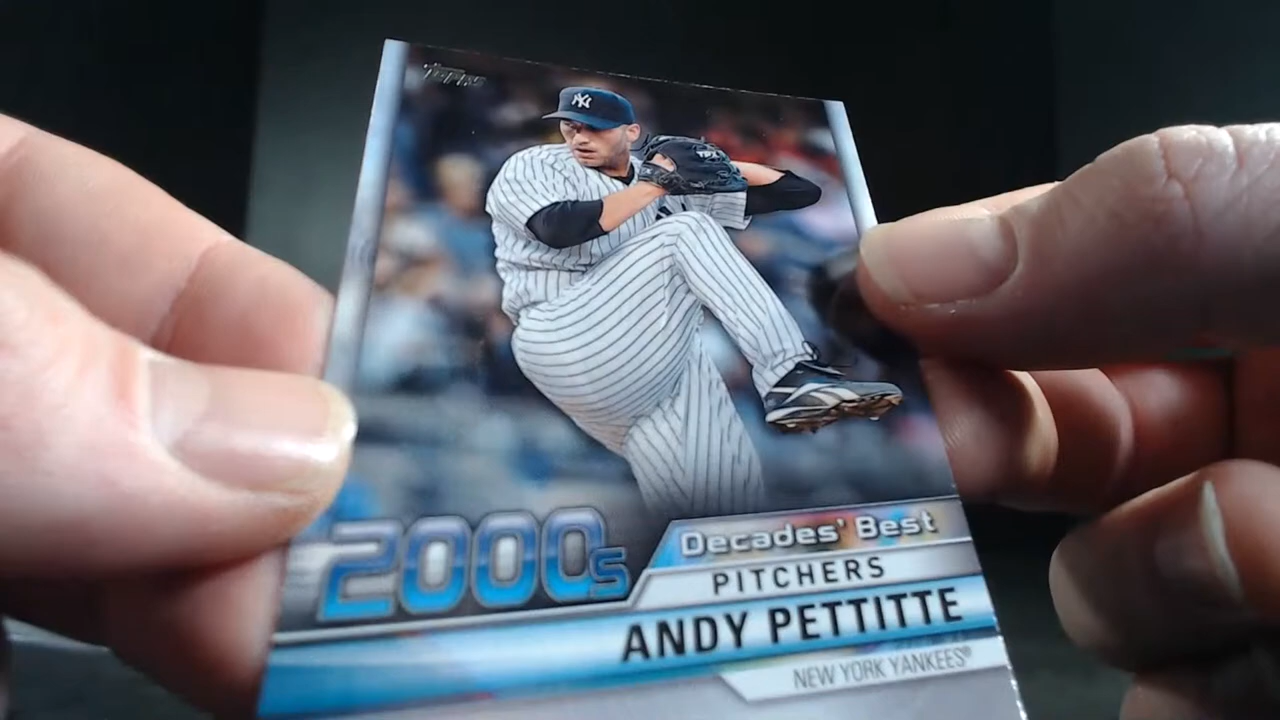 Topps
NY
2000s
Decades' Best
PITCHERS
ANDY PETTITTE
NEW YORK YANKEES®